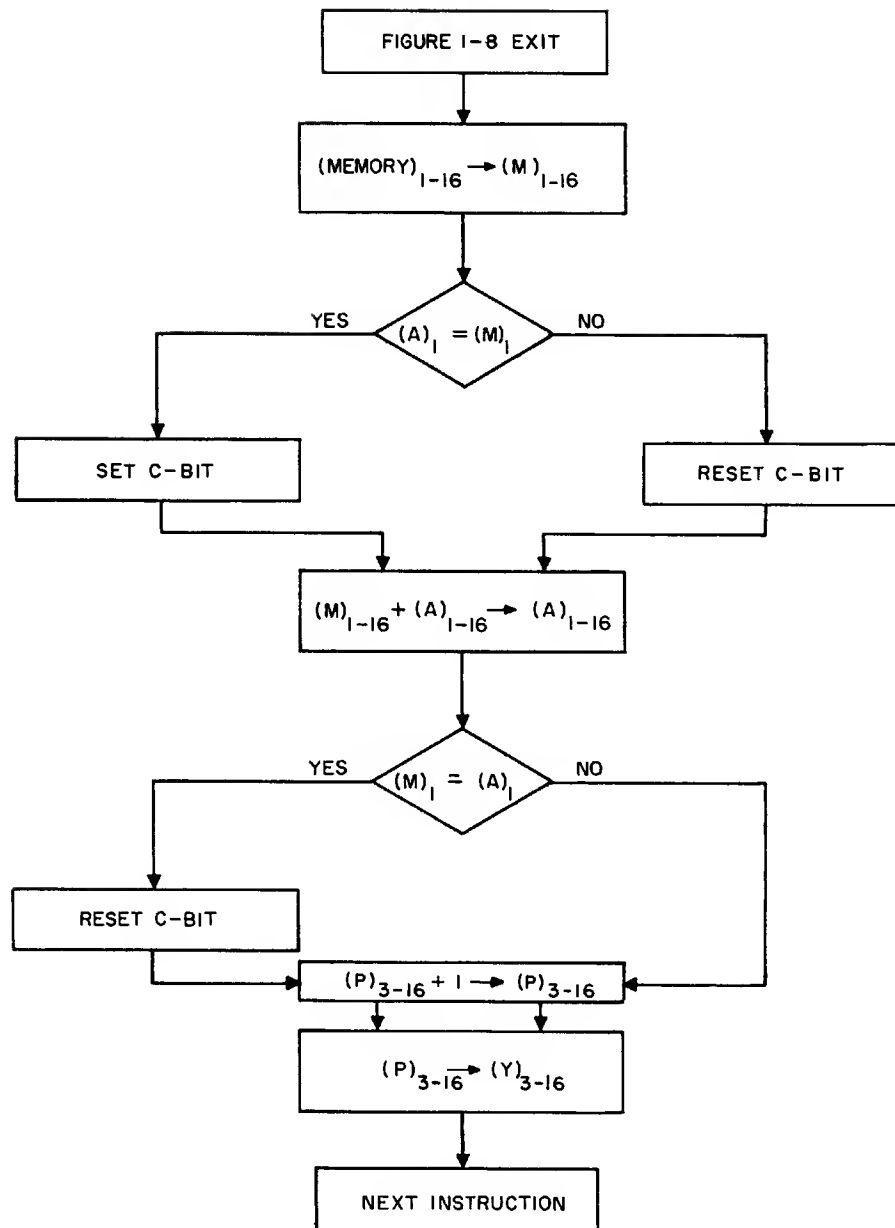 FIGURE 1-8 EXIT
(MEMORY)1-16 → (M)1-16
YES
(A)1 = (M)1
NO
SET C-BIT
RESET C-BIT
(M)1-16 + (A)1-16 → (A)1-16
YES
(M)1 = (A)1
NO
RESET C-BIT
(P)3-16 + 1 → (P)3-16
(P)3-16 → (Y)3-16
NEXT INSTRUCTION